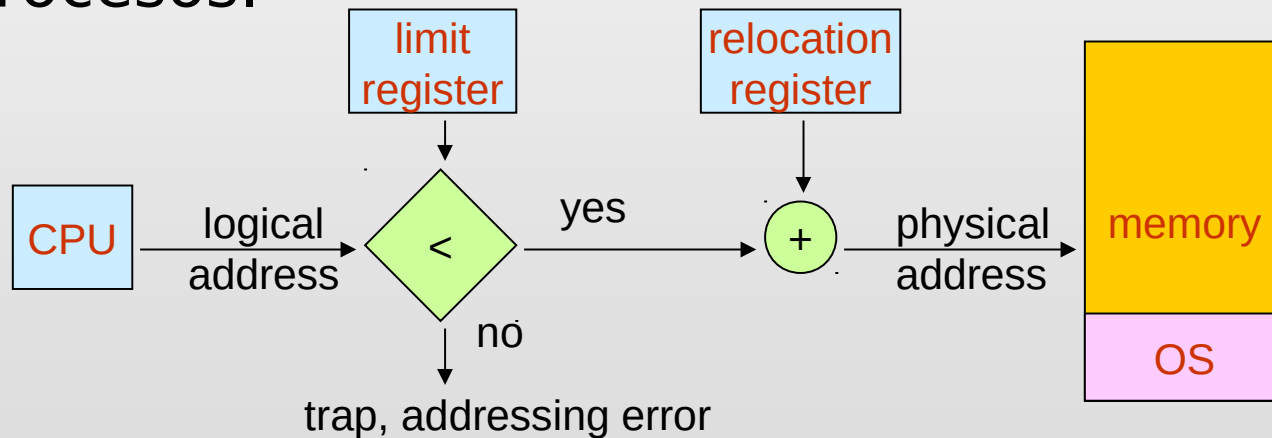 limit
register
relocation
register
CPU
logical
address
<
yes
+
physical
address
memory
no
OS
trap, addressing error